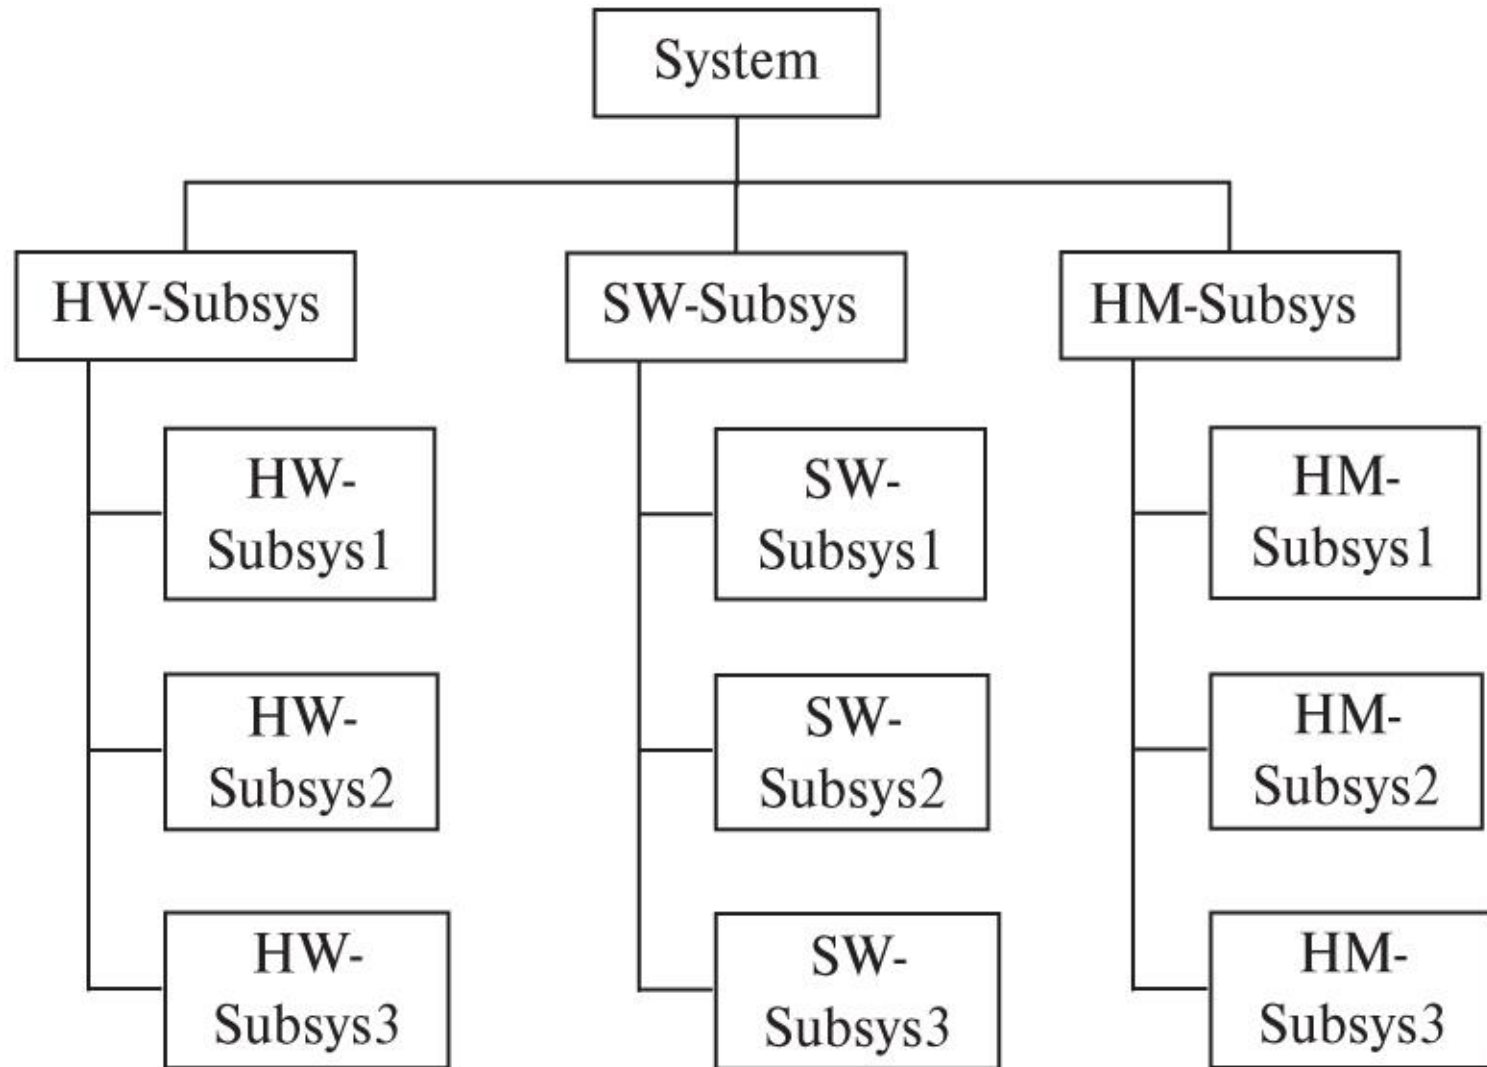 System
HW-Subsys
SW-Subsys
HM-Subsys
HW-
Subsys1
SW-
Subsys1
HM-
Subsys1
HW-
Subsys2
SW-
Subsys2
HM-
Subsys2
HW-
Subsys3
SW-
Subsys3
HM-
Subsys3